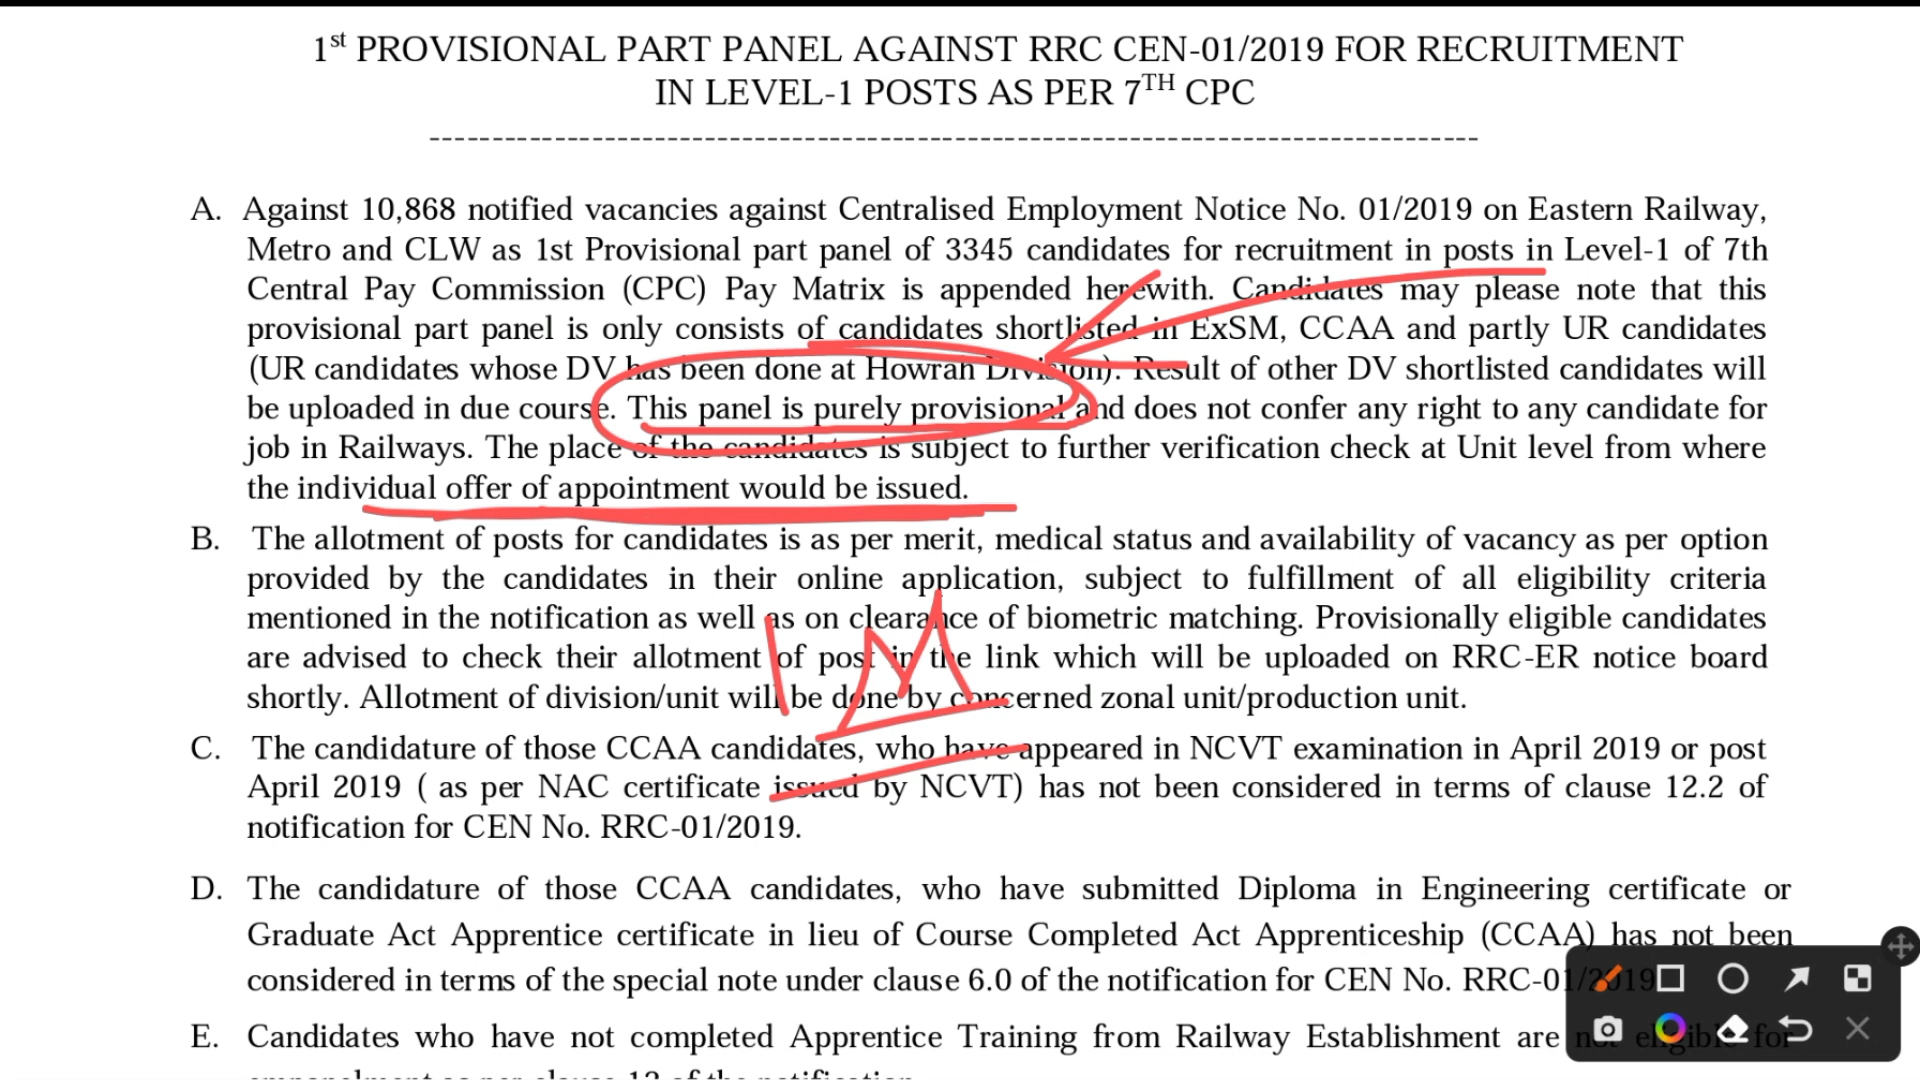 1st PROVISIONAL PART PANEL AGAINST RRC CEN-01/2019 FOR RECRUITMENT
IN LEVEL-1 POSTS AS PER 7TH CPC
A. Against 10,868 notified vacancies against Centralised Employment Notice No. 01/2019 on Eastern Railway,
Metro and CLW as 1st Provisional part panel of 3345 candidates for recruitment in posts in Level-1 of 7th
Central Pay Commission (CPC) Pay Matrix is appended herewith. Candidates may please note that this
provisional part panel is only consists of candidates shortlisted in ExSM, CCAA and partly UR candidates
(UR candidates whose DV has been done at Howrah Division). Result of other DV shortlisted candidates will
be uploaded in due course. This panel is purely provisional and does not confer any right to any candidate for
job in Railways. The place of the candidates is subject to further verification check at Unit level from where
the individual offer of appointment would be issued.
B. The allotment of posts for candidates is as per merit, medical status and availability of vacancy as per option
provided by the candidates in their online application, subject to fulfillment of all eligibility criteria
mentioned in the notification as well as on clearance of biometric matching. Provisionally eligible candidates
are advised to check their allotment of post in the link which will be uploaded on RRC-ER notice board
shortly. Allotment of division/unit will be done by concerned zonal unit/production unit.
1M
C. The candidature of those CCAA candidates, who have appeared in NCVT examination in April 2019 or post
April 2019 ( as per NAC certificate issued by NCVT) has not been considered in terms of clause 12.2 of
notification for CEN No. RRC-01/2019.
D. The candidature of those CCAA candidates, who have submitted Diploma in Engineering certificate or
Graduate Act Apprentice certificate in lieu of Course Completed Act Apprenticeship (CCAA) has not been
considered in terms of the special note under clause 6.0 of the notification for CEN No. RRC-01/2019
E. Candidates who have not completed Apprentice Training from Railway Establishment are not eligible for